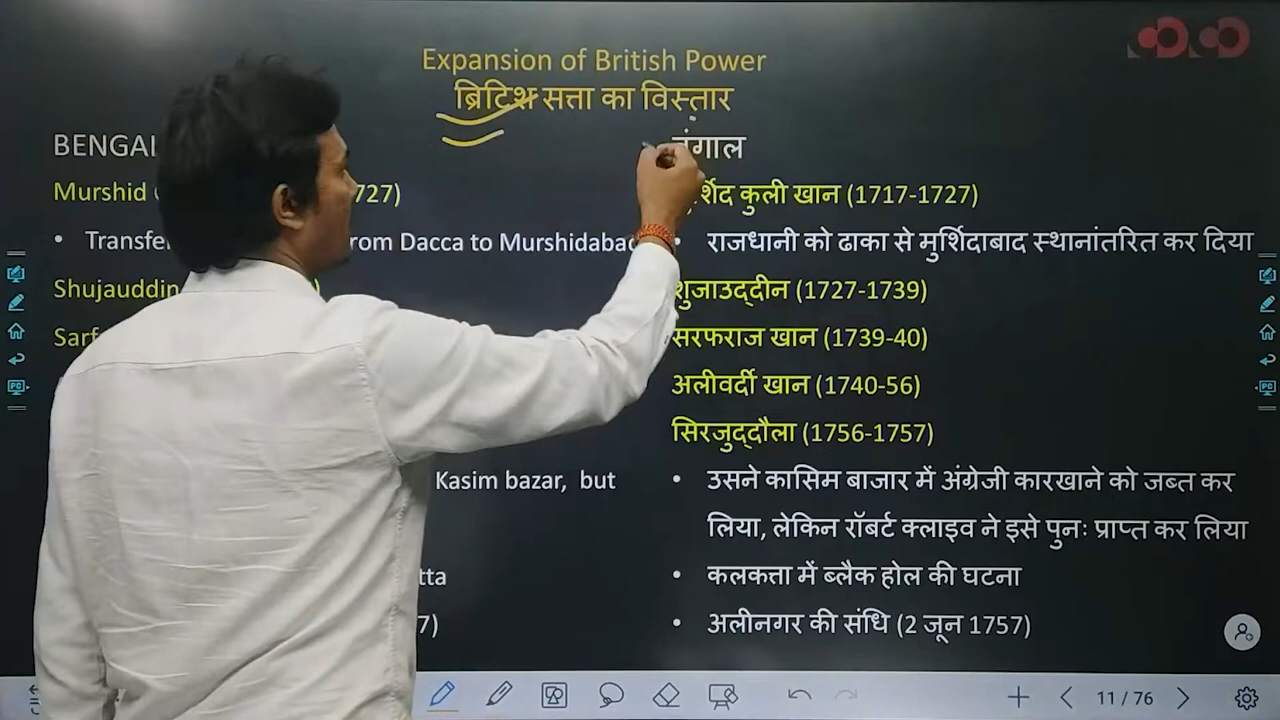 Expansion of British Power
ब्रिटिश सत्ता का विस्तार
BENGAL
बंगाल
Murshid 727)
र्शिद कुली खान (1717-1727)
Transfe rom Dacca to Murshidabad
राजधानी को ढाका से मुर्शिदाबाद स्थानांतरित कर दिया
Shujauddin )
शुजाउद्दीन (1727-1739)
Sarf
सरफराज खान (1739-40)
अलीवर्दी खान (1740-56)
सिरजुद्दौला (1756-1757)
Kasim bazar, but
उसने कासिम बाजार में अंग्रेजी कारखाने को जब्त कर
लिया, लेकिन रॉबर्ट क्लाइव ने इसे पुनः प्राप्त कर लिया
tta
कलकत्ता में ब्लैक होल की घटना
7)
अलीनगर की संधि (2 जून 1757)
11 / 76